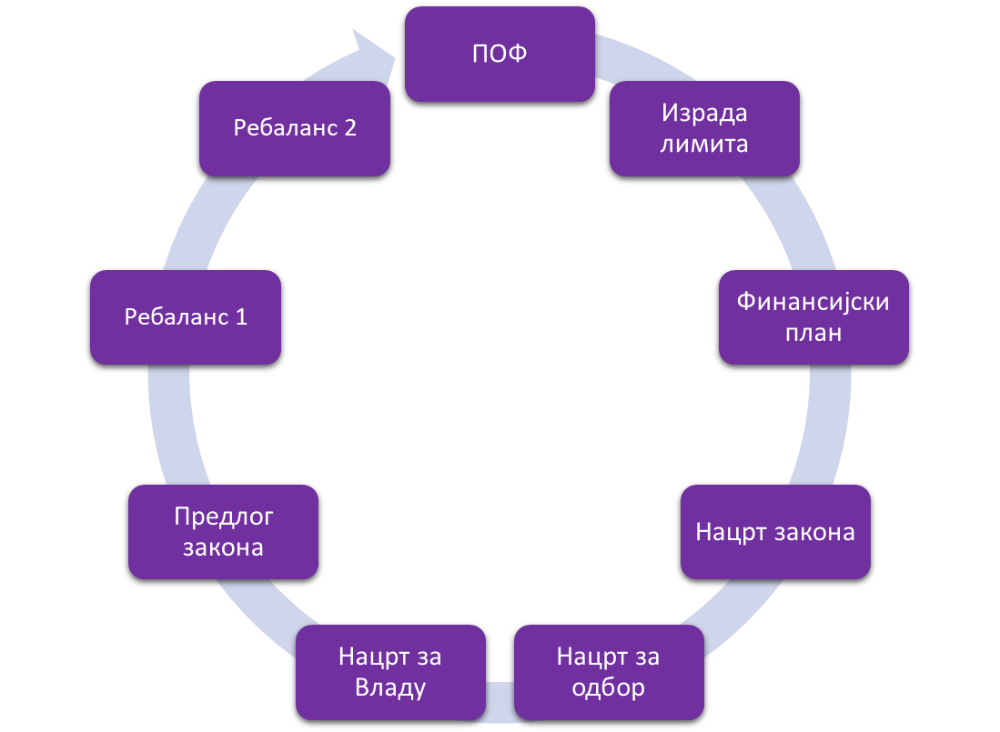 ПОФ
Израда
лимита
Финансијски
план
Нацрт закона
Нацрт за
одбор
Нацрт за
Владу
Предлог
закона
Ребаланс 1
Ребаланс 2